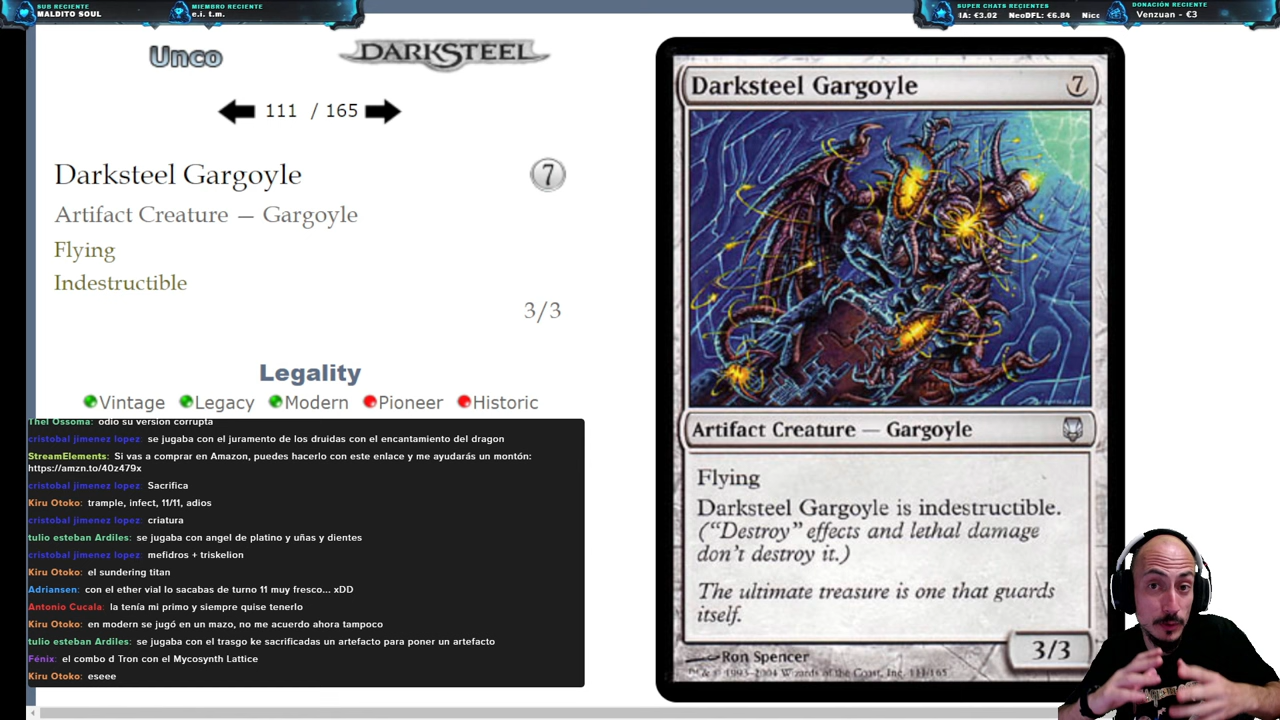 SUB RECIENTE
MALDITO SOUL
MIEMBRO RECIENTE
e.i. t.m.
SUPER CHATS RECIENTES
IA: €3.02 NeoDFL: €6.84 Nicc
DONACIÓN RECIENTE
Venzuan - €3
Unco
DARKSTEEL
111 / 165
Darksteel Gargoyle
7
Artifact Creature — Gargoyle
Flying
Indestructible
3/3
Legality
Vintage Legacy Modern Pioneer Historic
Thel Ossoma: odio su version corrupta
cristobal jimenez lopez: se jugaba con el juramento de los druidas con el encantamiento del dragon
StreamElements: Si vas a comprar en Amazon, puedes hacerlo con este enlace y me ayudarás un montón:
https://amzn.to/40z479x
cristobal jimenez lopez: Sacrifica
Kiru Otoko: trample, infect, 11/11, adios
cristobal jimenez lopez: criatura
tulio esteban Ardiles: se jugaba con angel de platino y uñas y dientes
cristobal jimenez lopez: mefidros + triskelion
Kiru Otoko: el sundering titan
Adriansen: con el ether vial lo sacabas de turno 11 muy fresco... xDD
Antonio Cucala: la tenía mi primo y siempre quise tenerlo
Kiru Otoko: en modern se jugó en un mazo, no me acuerdo ahora tampoco
tulio esteban Ardiles: se jugaba con el trasgo ke sacrificadas un artefacto para poner un artefacto
Fénix: el combo d Tron con el Mycosynth Lattice
Kiru Otoko: eseee
Darksteel Gargoyle
7
Artifact Creature — Gargoyle
Flying
Darksteel Gargoyle is indestructible.
("Destroy" effects and lethal damage
don't destroy it.)
The ultimate treasure is one that guards
itself.
3/3
Ron Spencer
1993–2004 Wizards of the Coast, Inc. 111/165